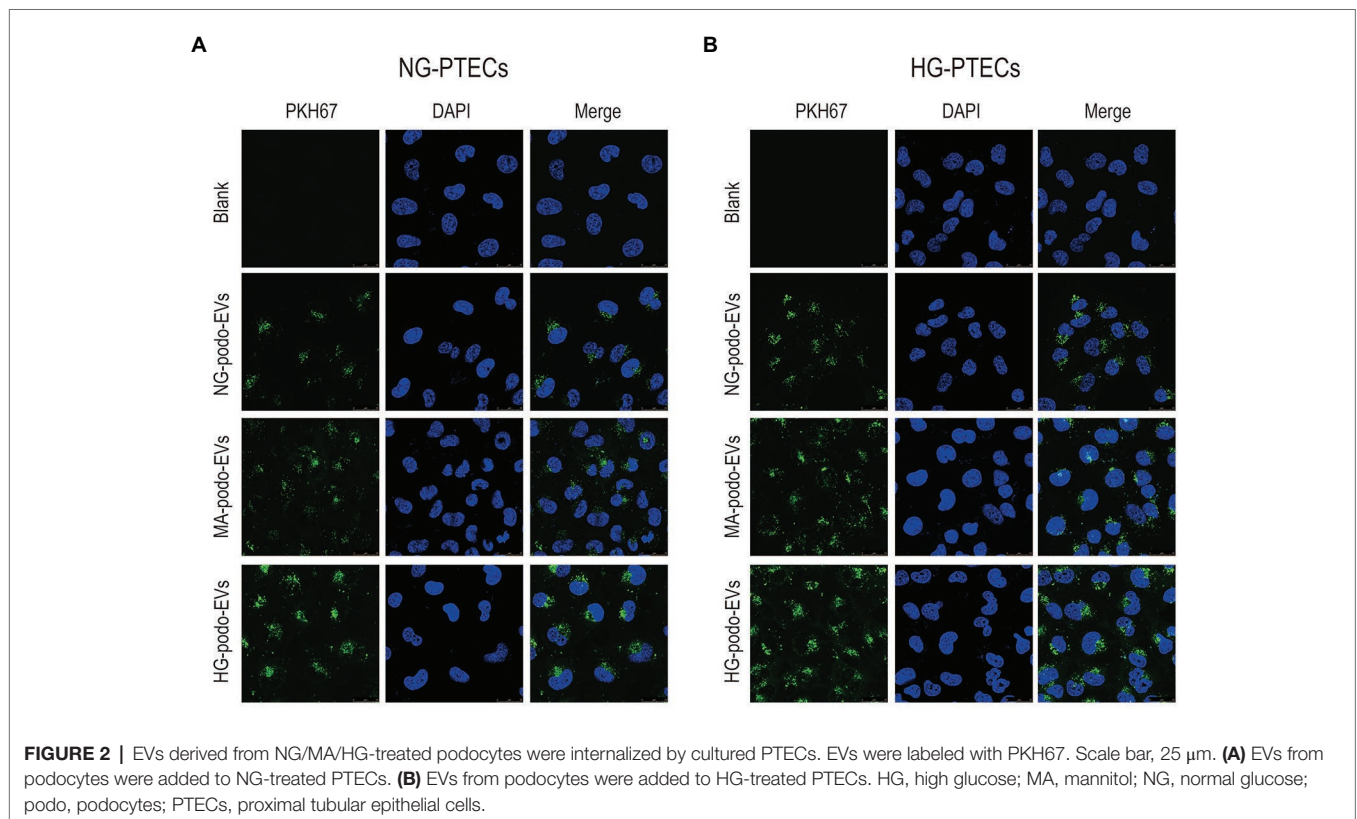 A
NG-PTECs
PKH67 DAPI Merge
Blank
NG-podo-EVs
MA-podo-EVs
HG-podo-EVs
B
HG-PTECs
PKH67 DAPI Merge
Blank
NG-podo-EVs
MA-podo-EVs
HG-podo-EVs
FIGURE 2 | EVs derived from NG/MA/HG-treated podocytes were internalized by cultured PTECs. EVs were labeled with PKH67. Scale bar, 25 μm. (A) EVs from
podocytes were added to NG-treated PTECs. (B) EVs from podocytes were added to HG-treated PTECs. HG, high glucose; MA, mannitol; NG, normal glucose;
podo, podocytes; PTECs, proximal tubular epithelial cells.